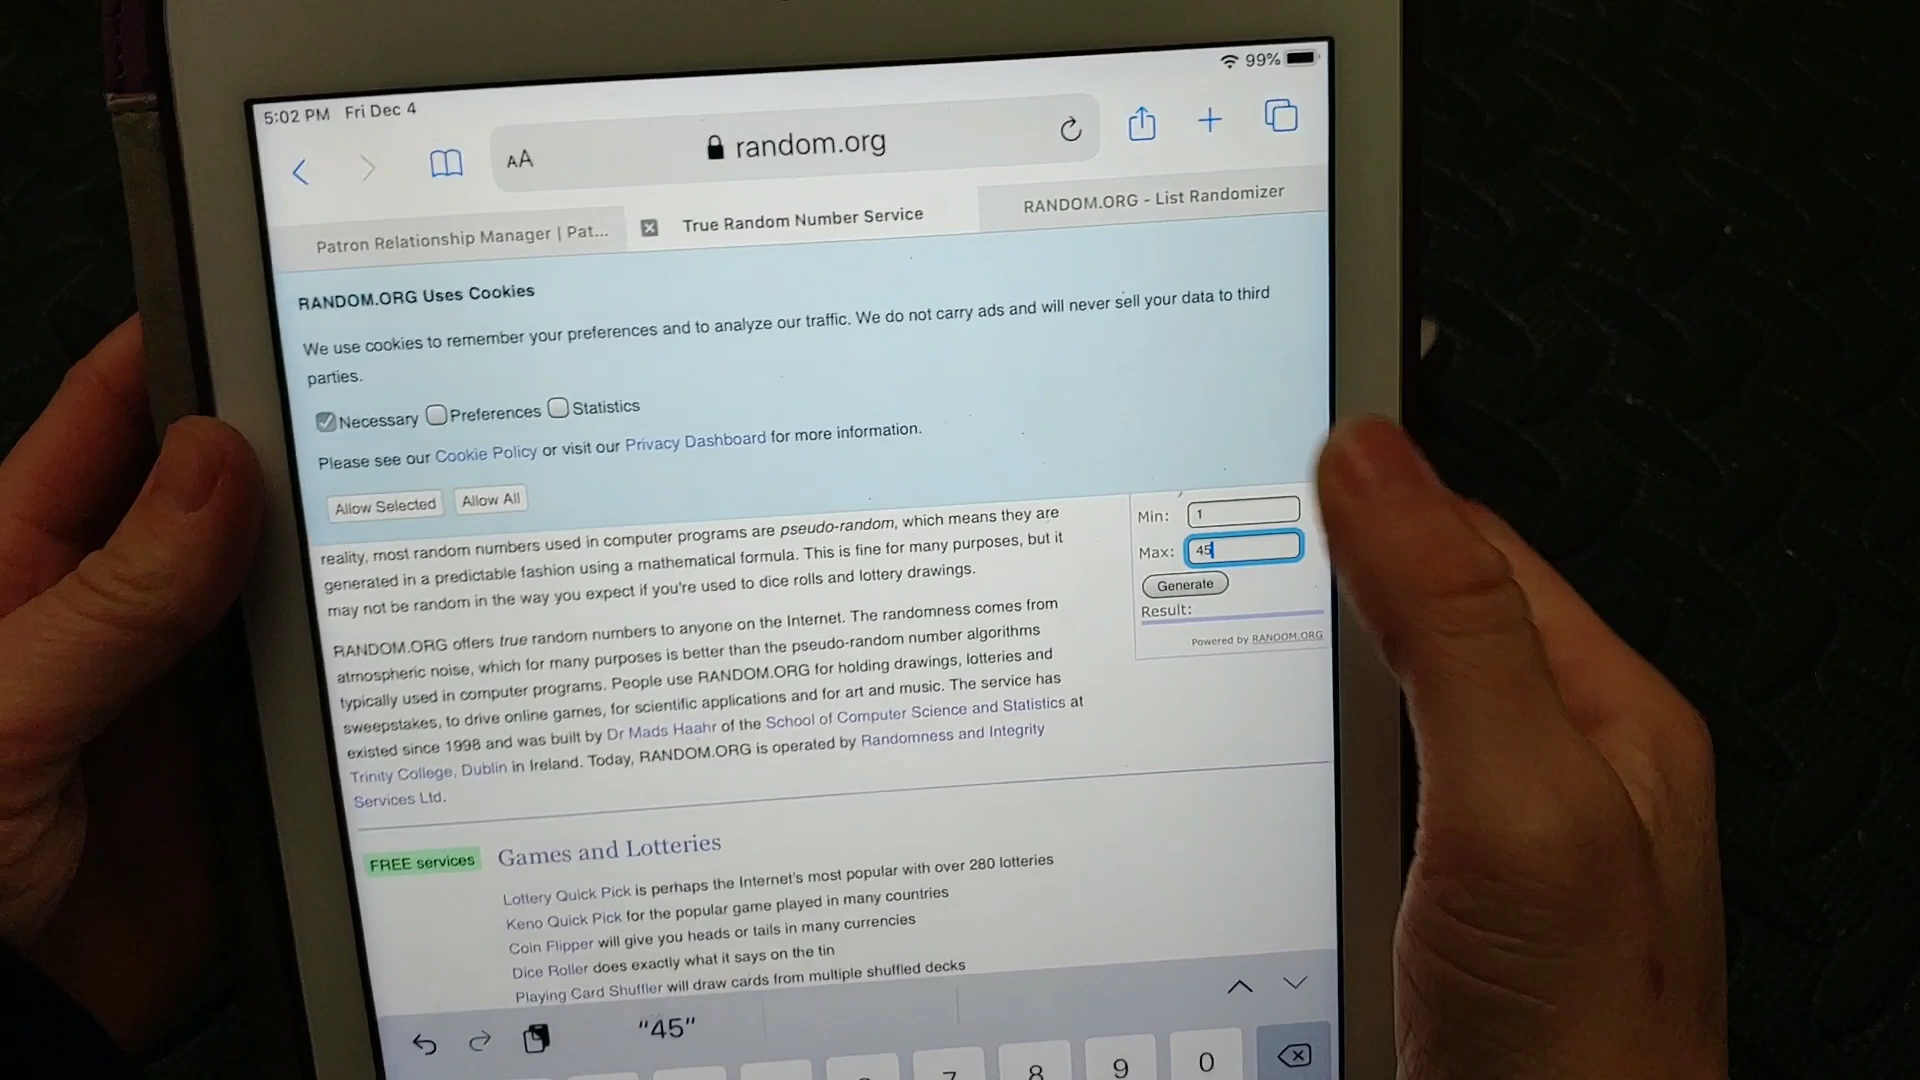 5:02 PM Fri Dec 4
99%
AA
random.org
Patron Relationship Manager | Pat...
True Random Number Service
RANDOM.ORG - List Randomizer
RANDOM.ORG Uses Cookies
We use cookies to remember your preferences and to analyze our traffic. We do not carry ads and will never sell your data to third
parties.
Necessary Preferences Statistics
Please see our Cookie Policy or visit our Privacy Dashboard for more information.
Allow Selected Allow All
reality, most random numbers used in computer programs are pseudo-random, which means they are
generated in a predictable fashion using a mathematical formula. This is fine for many purposes, but it
may not be random in the way you expect if you're used to dice rolls and lottery drawings.
RANDOM.ORG offers true random numbers to anyone on the Internet. The randomness comes from
atmospheric noise, which for many purposes is better than the pseudo-random number algorithms
typically used in computer programs. People use RANDOM.ORG for holding drawings, lotteries and
sweepstakes, to drive online games, for scientific applications and for art and music. The service has
existed since 1998 and was built by Dr Mads Haahr of the School of Computer Science and Statistics at
Trinity College, Dublin in Ireland. Today, RANDOM.ORG is operated by Randomness and Integrity
Services Ltd.
Min: 1
Max: 45
Generate
Result:
Powered by RANDOM.ORG
FREE services
Games and Lotteries
Lottery Quick Pick is perhaps the Internet's most popular with over 280 lotteries
Keno Quick Pick for the popular game played in many countries
Coin Flipper will give you heads or tails in many currencies
Dice Roller does exactly what it says on the tin
Playing Card Shuffler will draw cards from multiple shuffled decks
"45"
7 8 9 0